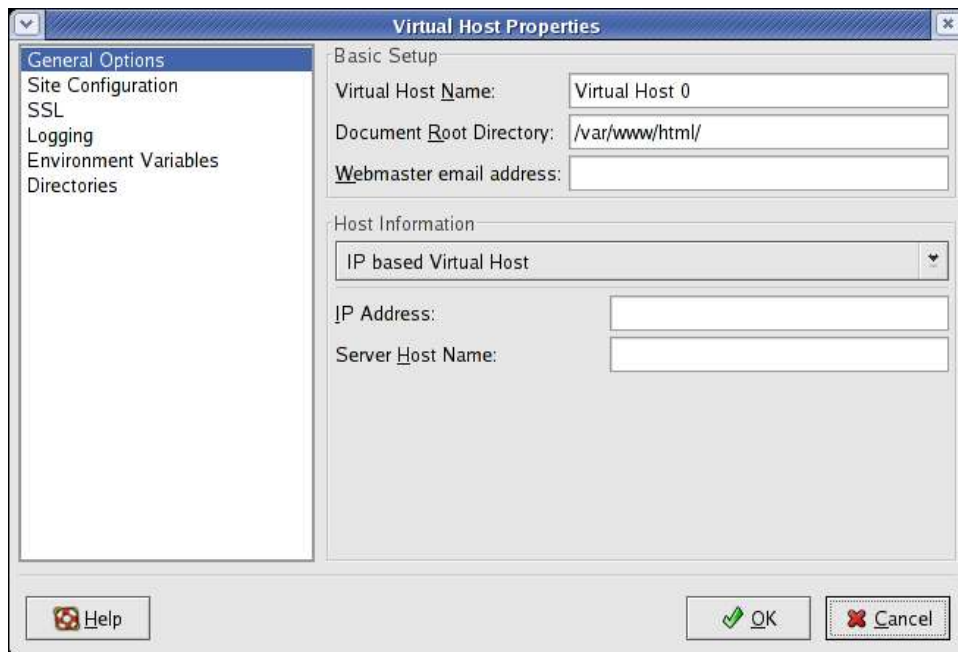 Virtual Host Properties
General Options
Site Configuration
SSL
Logging
Environment Variables
Directories
Basic Setup
Virtual Host Name: Virtual Host 0
Document Root Directory: /var/www/html/
Webmaster email address:
Host Information
IP based Virtual Host
IP Address:
Server Host Name:
Help OK Cancel